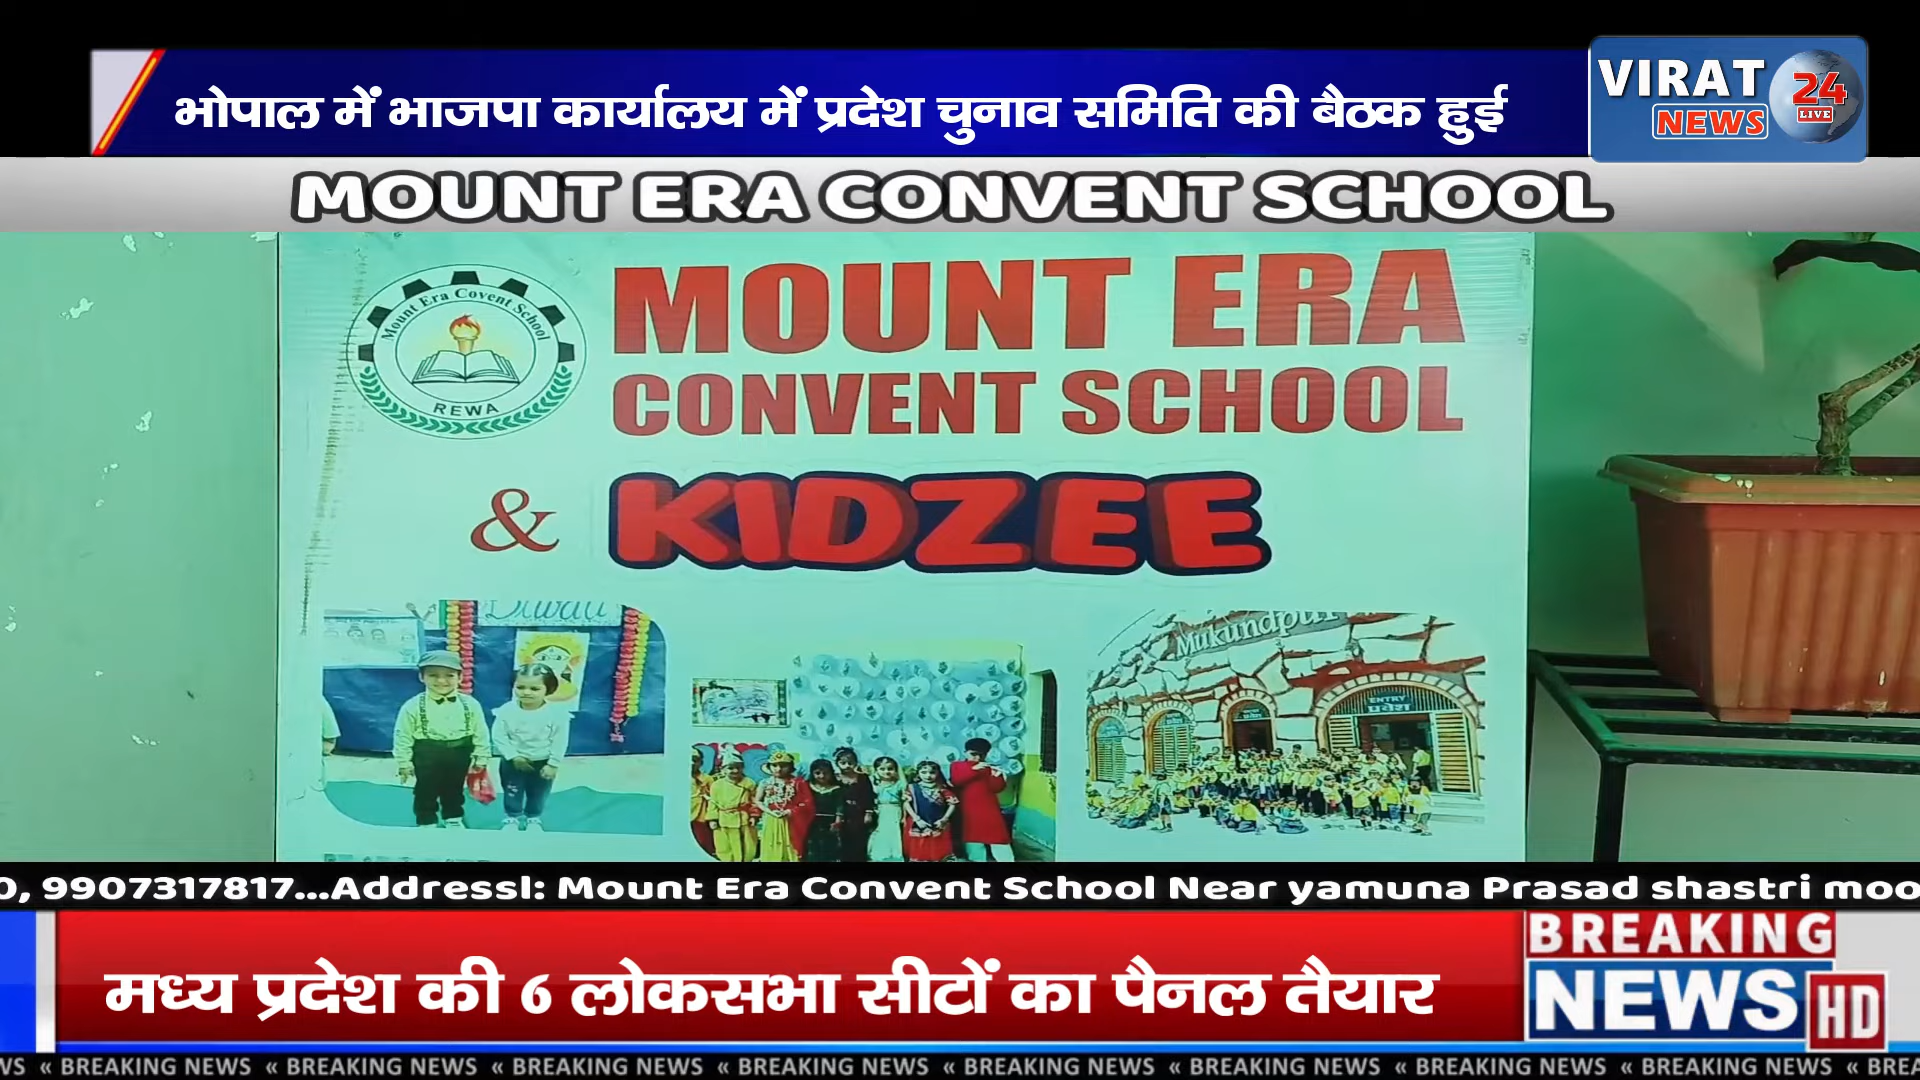 भोपाल में भाजपा कार्यालय में प्रदेश चुनाव समिति की बैठक हुई
VIRAT
NEWS
24
LIVE
MOUNT ERA CONVENT SCHOOL
Mount Era Covent School
REWA
MOUNT ERA
CONVENT SCHOOL
& KIDZEE
Diwali
Mukundpur
ENTRY
प्रवेश
0, 9907317817...Addressl: Mount Era Convent School Near yamuna Prasad shastri moo
BREAKING
NEWS HD
मध्य प्रदेश की 6 लोकसभा सीटों का पैनल तैयार
WS « BREAKING NEWS « BREAKING NEWS « BREAKING NEWS « BREAKING NEWS « BREAKING NEWS « BREAKING NEWS « BREAKING NEWS « BREAKING NEWS « BREA